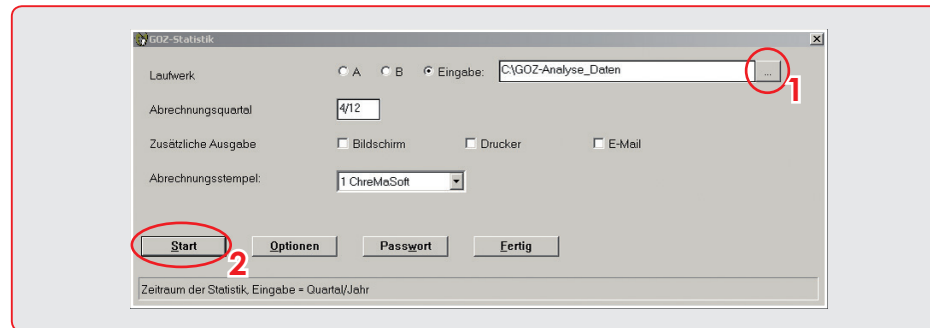 GOZ-Statistik
Laufwerk A B Eingabe: C:\GOZ-Analyse_Daten ...
1
Abrechnungsquartal 4/12
Zusätzliche Ausgabe Bildschirm Drucker E-Mail
Abrechnungsstempel: 1 ChreMaSoft
Start Optionen Passwort Fertig
2
Zeitraum der Statistik, Eingabe = Quartal/Jahr